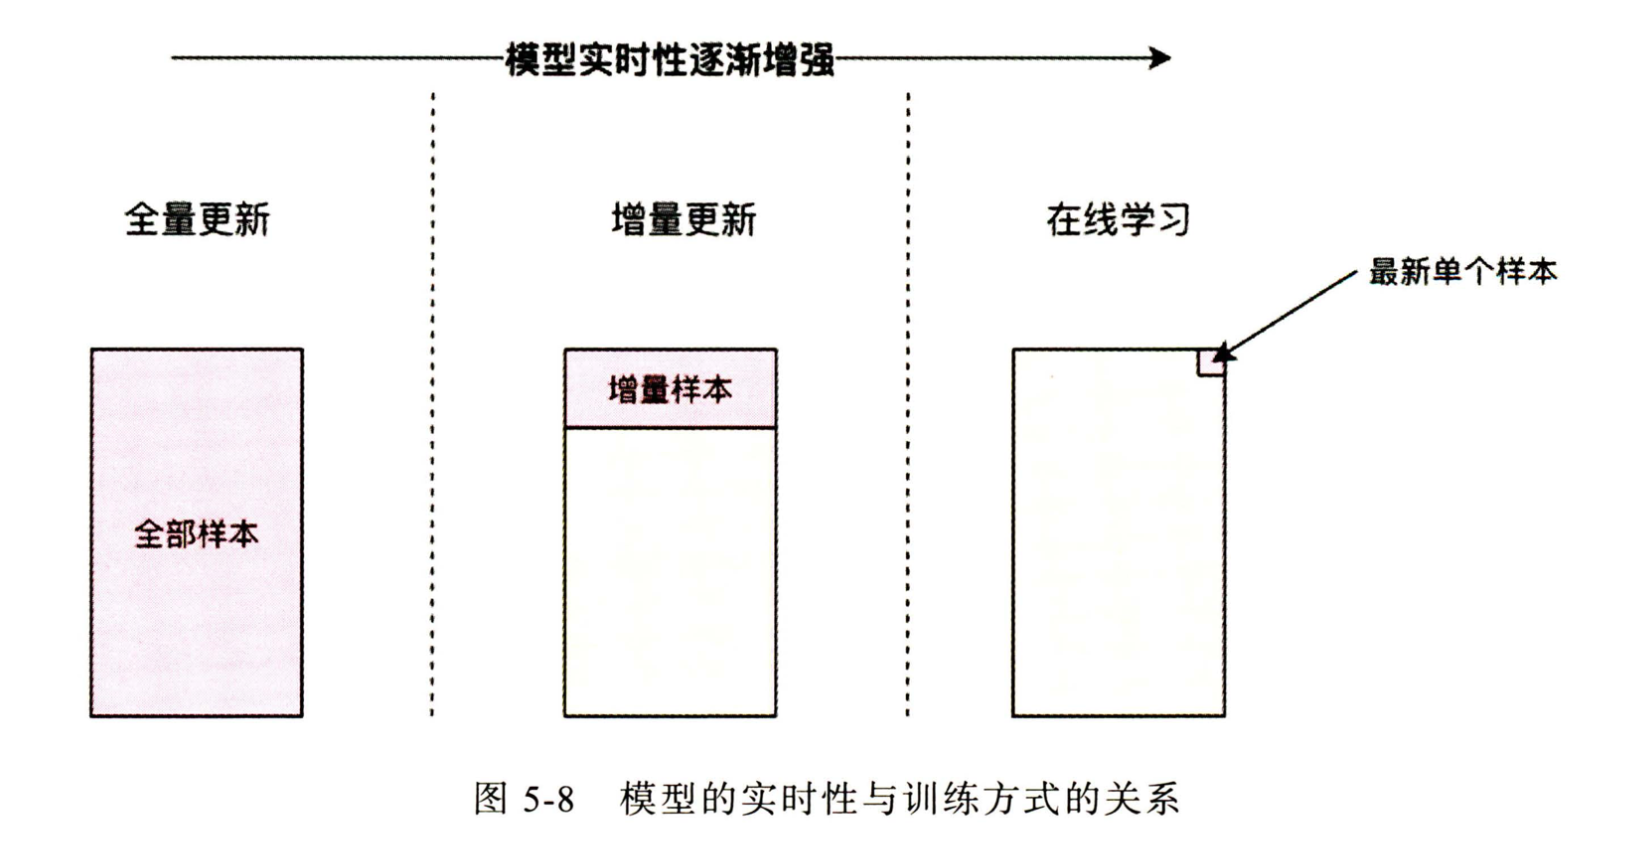 模型实时性逐渐增强
全量更新
增量更新
在线学习
最新单个样本
增量样本
全部样本
图 5-8 模型的实时性与训练方式的关系